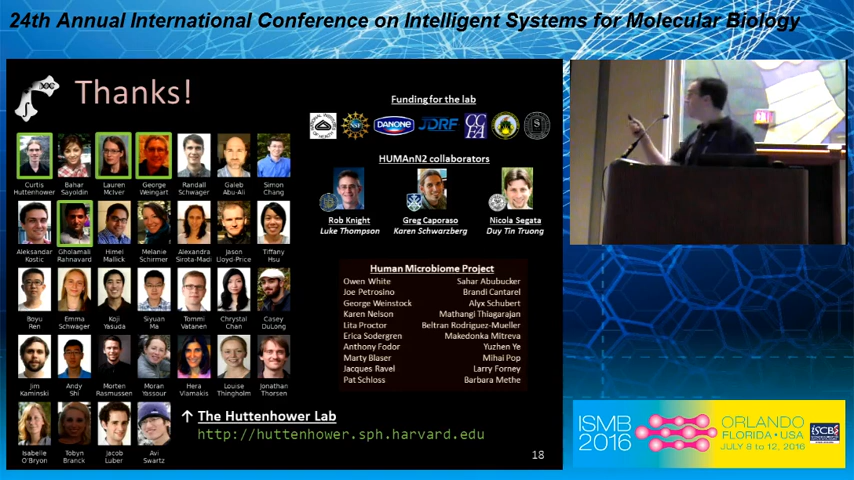 24th Annual International Conference on Intelligent Systems for Molecular Biology
Thanks!
Curtis Huttenhower
Bahar Sayoldin
Lauren McIver
George Weingart
Randall Schwager
Galeb Abu-Ali
Simon Chang
Aleksandar Kostic
Gholamali Rahnavard
Himel Mallick
Melanie Schirmer
Alexandra Sirota-Madi
Jason Lloyd-Price
Tiffany Hsu
Boyu Ren
Emma Schwager
Koji Yasuda
Siyuan Ma
Tommi Vatanen
Chrystal Chan
Casey DuLong
Jim Kaminski
Andy Shi
Morten Rasmussen
Moran Yassour
Hera Vlamakis
Louise Thingholm
Jonathan Thorsen
Isabelle O'Bryon
Tobyn Branck
Jacob Luber
Avi Swartz
↑ The Huttenhower Lab
http://huttenhower.sph.harvard.edu
Funding for the lab
NSF
DANONE
JDRF
CCFA
HUMAnN2 collaborators
Rob Knight
Luke Thompson
Greg Caporaso
Karen Schwarzberg
Nicola Segata
Duy Tin Truong
Human Microbiome Project
Owen White
Joe Petrosino
George Weinstock
Karen Nelson
Lita Proctor
Erica Sodergren
Anthony Fodor
Marty Blaser
Jacques Ravel
Pat Schloss
Sahar Abubucker
Brandi Cantarel
Alyx Schubert
Mathangi Thiagarajan
Beltran Rodriguez-Mueller
Makedonka Mitreva
Yuzhen Ye
Mihai Pop
Larry Forney
Barbara Methe
18
ISMB
2016
ORLANDO
FLORIDA • USA
JULY 8 to 12, 2016
ISCB